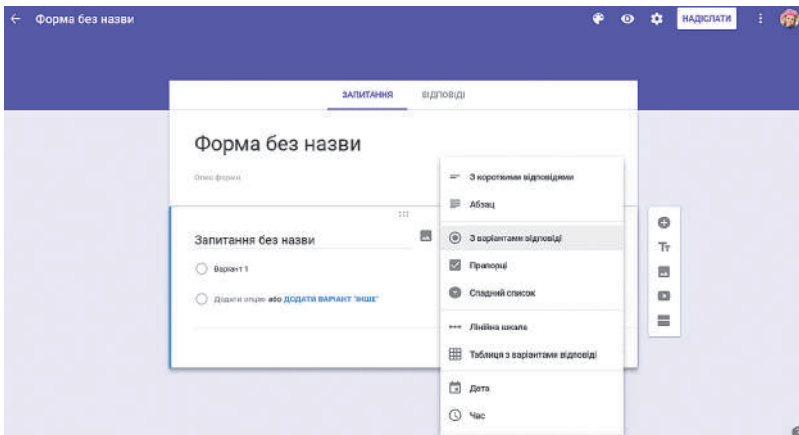 Форма без назви
НАДІСЛАТИ
ЗАПИТАННЯ ВІДПОВІДІ
Форма без назви
Опис форми
З короткими відповідями
Абзац
Запитання без назви
З варіантами відповіді
Варіант 1
Прапорці
Спадний список
Додати опцію або ДОДАТИ ВАРІАНТ "ІНШЕ"
Лінійна шкала
Таблиця з варіантами відповіді
Дата
Час
Тт